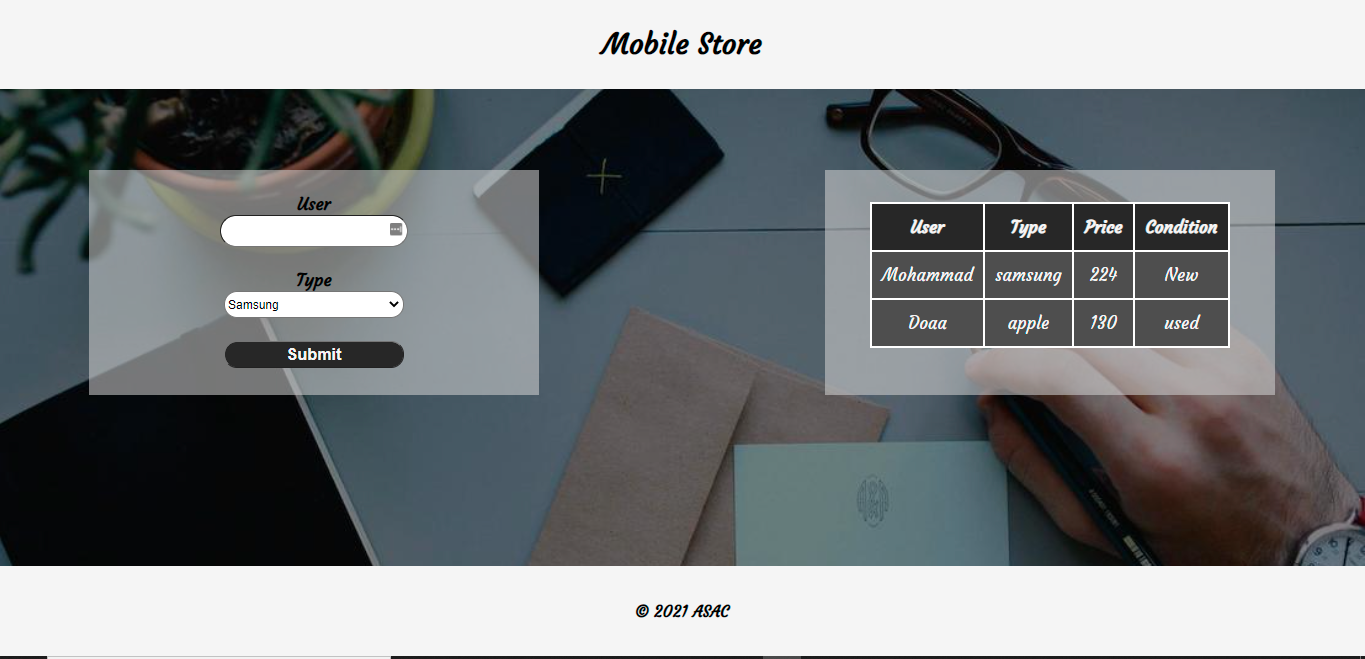 Mobile Store
User
Type
Samsung
Submit
User Type Price Condition
Mohammad samsung 224 New
Doaa apple 130 used
© 2021 ASAC